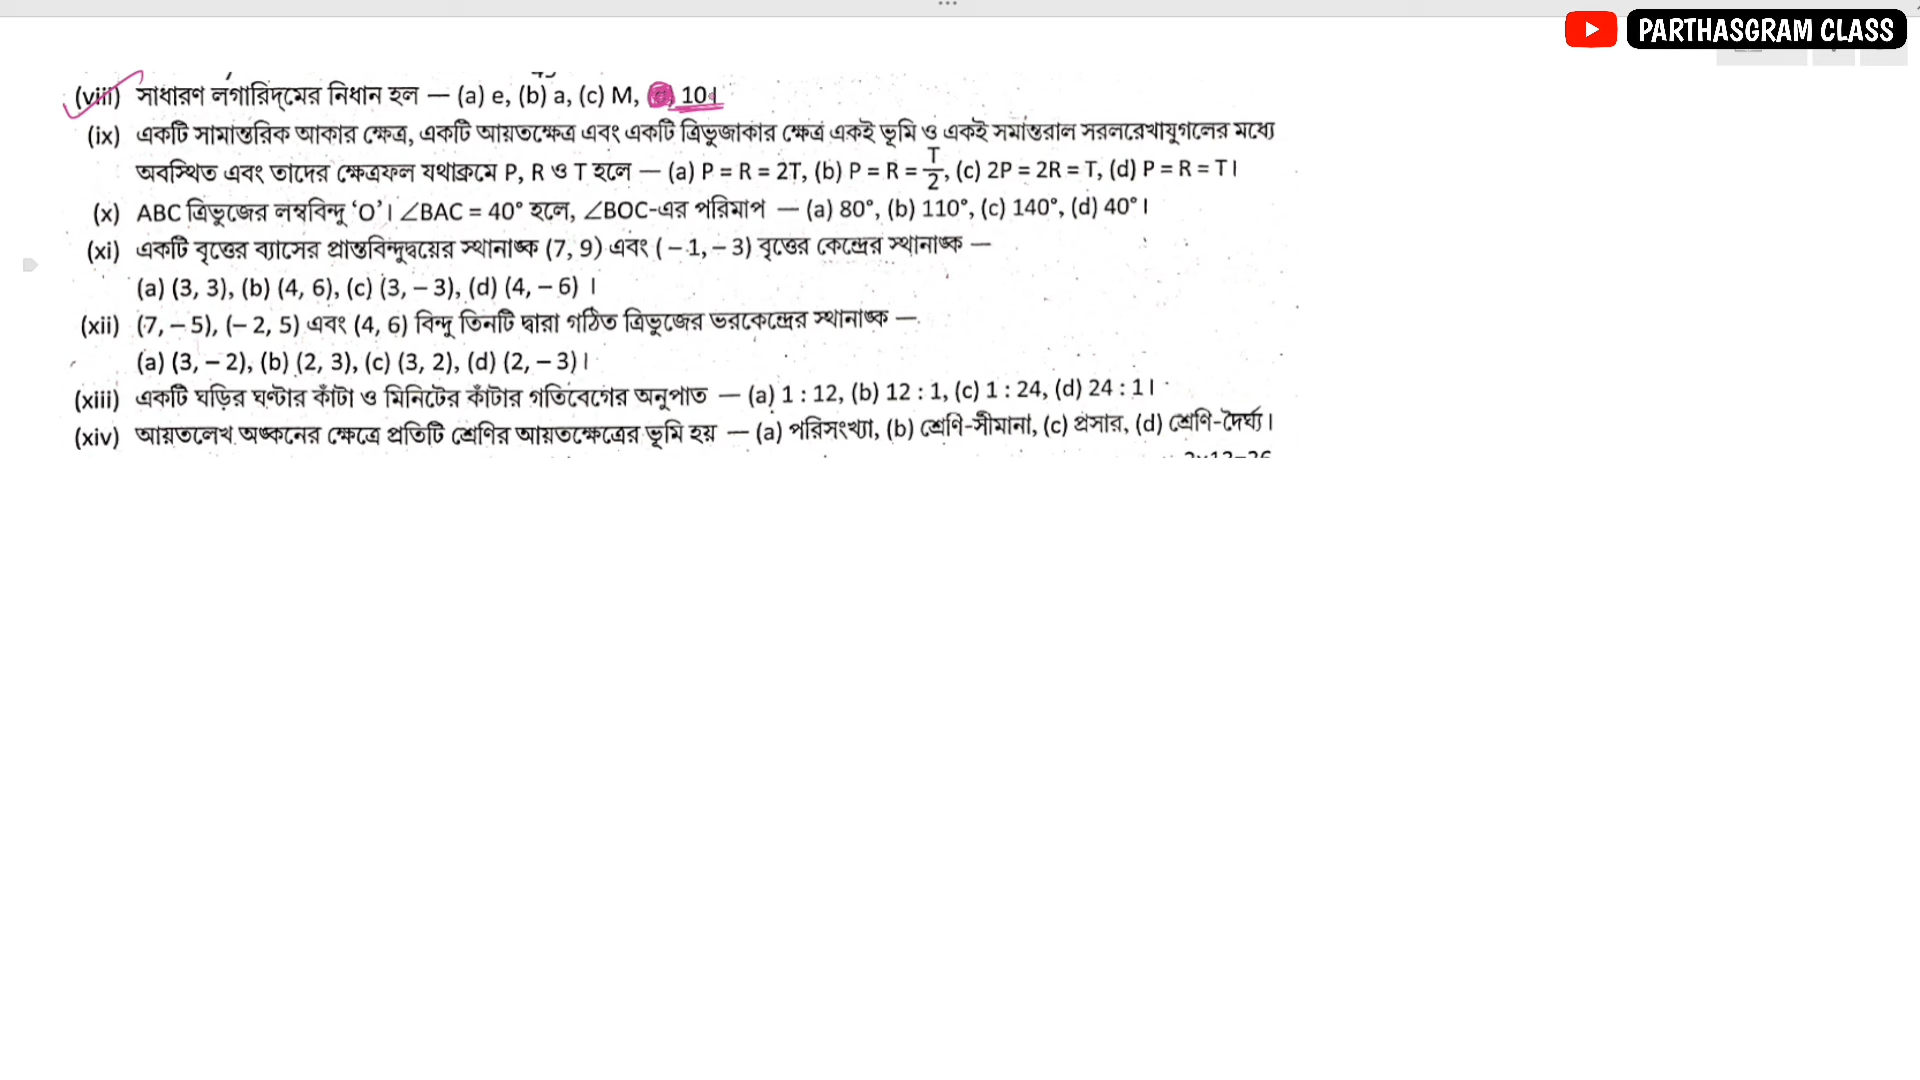 PARTHASGRAM CLASS
(viii) সাধারণ লগারিদ্‌মের নিধান হল — (a) e, (b) a, (c) M, 10।
(ix) একটি সামান্তরিক আকার ক্ষেত্র, একটি আয়তক্ষেত্র এবং একটি ত্রিভুজাকার ক্ষেত্র একই ভূমি ও একই সমান্তরাল সরলরেখাযুগলের মধ্যে
অবস্থিত এবং তাদের ক্ষেত্রফল যথাক্রমে P, R ও T হলে — (a) P = R = 2T, (b) P = R = T/2, (c) 2P = 2R = T, (d) P = R = T।
(x) ABC ত্রিভুজের লম্ববিন্দু ‘O’। ∠BAC = 40° হলে, ∠BOC-এর পরিমাপ — (a) 80°, (b) 110°, (c) 140°, (d) 40°।
(xi) একটি বৃত্তের ব্যাসের প্রান্তবিন্দুদ্বয়ের স্থানাঙ্ক (7, 9) এবং (– 1, – 3) বৃত্তের কেন্দ্রের স্থানাঙ্ক —
(a) (3, 3), (b) (4, 6), (c) (3, – 3), (d) (4, – 6) ।
(xii) (7, – 5), (– 2, 5) এবং (4, 6) বিন্দু তিনটি দ্বারা গঠিত ত্রিভুজের ভরকেন্দ্রের স্থানাঙ্ক —
(a) (3, – 2), (b) (2, 3), (c) (3, 2), (d) (2, – 3)।
(xiii) একটি ঘড়ির ঘণ্টার কাঁটা ও মিনিটের কাঁটার গতিবেগের অনুপাত — (a) 1 : 12, (b) 12 : 1, (c) 1 : 24, (d) 24 : 1।
(xiv) আয়তলেখ অঙ্কনের ক্ষেত্রে প্রতিটি শ্রেণির আয়তক্ষেত্রের ভূমি হয় — (a) পরিসংখ্যা, (b) শ্রেণি-সীমানা, (c) প্রসার, (d) শ্রেণি-দৈর্ঘ্য।